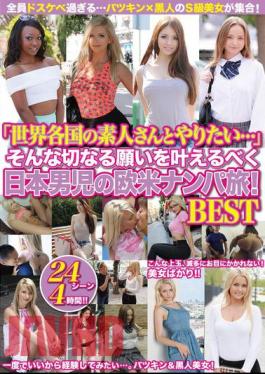 全員ドスケベ過ぎる…パツキン×黒人のS級美女が集合!
「世界各国の素人さんとやりたい…」
そんな切なる願いを叶えるべく
日本男児の欧米ナンパ旅!
BEST
24シーン
4時間!!
こんな上玉、滅多にお目にかかれない!
美女ばかり!!
一度でいいから経験してみたい…。パツキン&黒人美女!